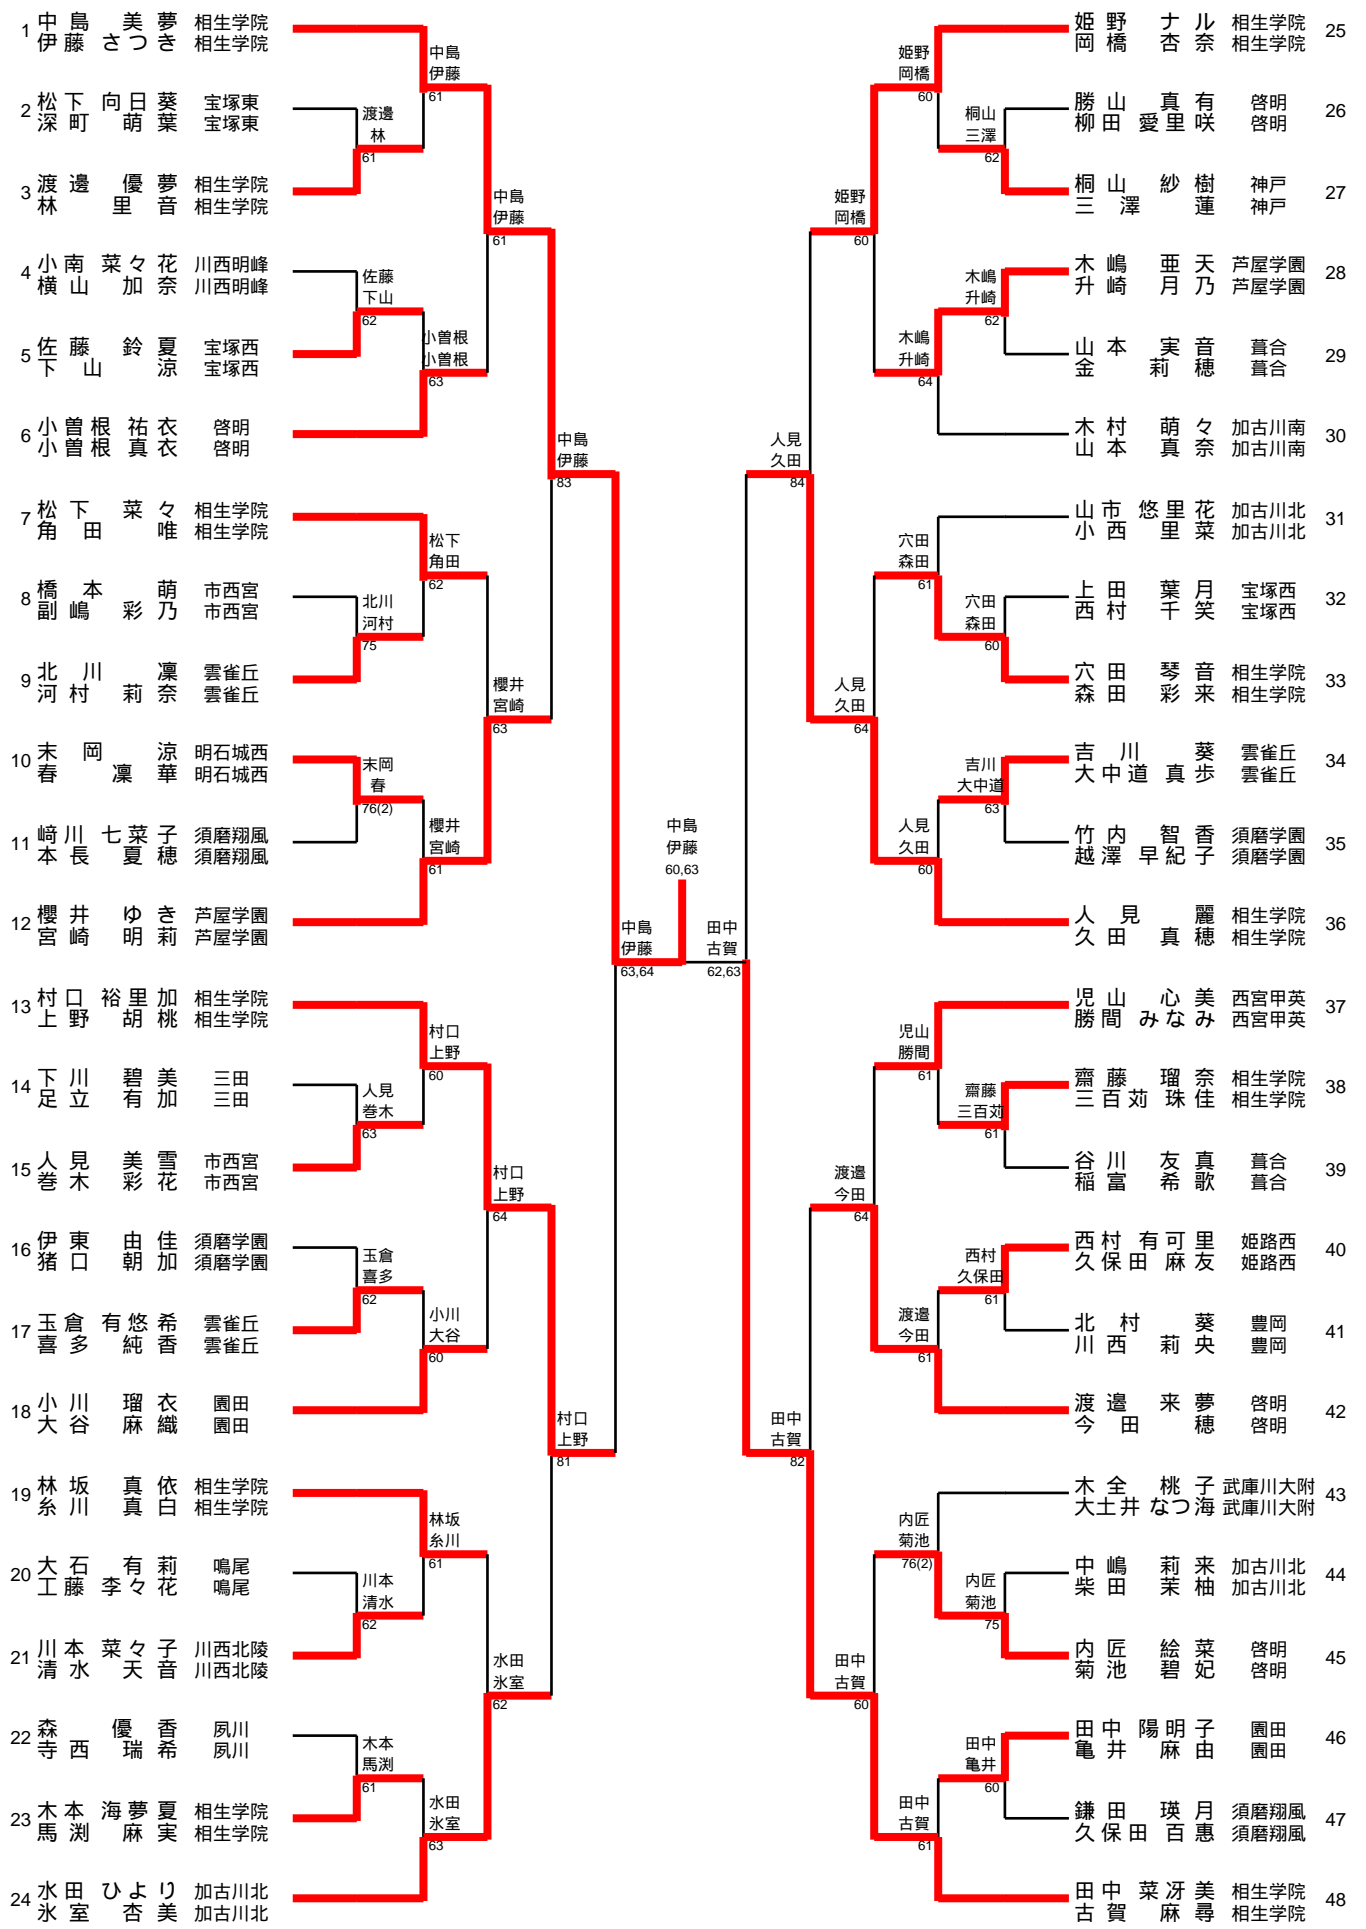 1 中島 美夢 相生学院
伊藤 さつき 相生学院
2 松下 向日葵 宝塚東
深町 萌葉 宝塚東
3 渡邊 優夢 相生学院
林 里音 相生学院
4 小南 菜々花 川西明峰
横山 加奈 川西明峰
5 佐藤 鈴夏 宝塚西
下山 涼 宝塚西
6 小曽根 祐衣 啓明
小曽根 真衣 啓明
7 松下 菜々 相生学院
角田 唯 相生学院
8 橋本 萌 市西宮
副嶋 彩乃 市西宮
9 北川 凜 雲雀丘
河村 莉奈 雲雀丘
10 末岡 涼 明石城西
春 凜華 明石城西
11 﨑川 七菜子 須磨翔風
本長 夏穂 須磨翔風
12 櫻井 ゆき 芦屋学園
宮崎 明莉 芦屋学園
13 村口 裕里加 相生学院
上野 胡桃 相生学院
14 下川 碧美 三田
足立 有加 三田
15 人見 美雪 市西宮
巻木 彩花 市西宮
16 伊東 由佳 須磨学園
猪口 朝加 須磨学園
17 玉倉 有悠希 雲雀丘
喜多 純香 雲雀丘
18 小川 瑠衣 園田
大谷 麻織 園田
19 林坂 真依 相生学院
糸川 真白 相生学院
20 大石 有莉 鳴尾
工藤 李々花 鳴尾
21 川本 菜々子 川西北陵
清水 天音 川西北陵
22 森 優香 夙川
寺西 瑞希 夙川
23 木本 海夢夏 相生学院
馬渕 麻実 相生学院
24 水田 ひより 加古川北
氷室 杏美 加古川北
渡邊
林
61
佐藤
下山
62
北川
河村
75
末岡
春
76(2)
人見
巻木
63
玉倉
喜多
62
川本
清水
62
木本
馬渕
61
中島
伊藤
61
小曽根
小曽根
63
松下
角田
62
櫻井
宮崎
61
村口
上野
60
小川
大谷
60
林坂
糸川
61
水田
氷室
63
中島
伊藤
61
櫻井
宮崎
63
村口
上野
64
水田
氷室
62
中島
伊藤
83
村口
上野
81
中島
伊藤
63,64
中島
伊藤
60,63
田中
古賀
62,63
人見
久田
84
田中
古賀
82
姫野
岡橋
60
人見
久田
64
渡邉
今田
64
田中
古賀
60
姫野
岡橋
60
木嶋
升崎
64
穴田
森田
61
人見
久田
60
児山
勝間
61
渡邉
今田
61
内匠
菊池
76(2)
田中
古賀
61
桐山
三澤
62
木嶋
升崎
62
穴田
森田
60
吉川
大中道
63
齋藤
三百苅
61
西村
久保田
61
内匠
菊池
75
田中
亀井
60
姫野 ナル 相生学院 25
岡橋 杏奈 相生学院
勝山 真有 啓明 26
柳田 愛里咲 啓明
桐山 紗樹 神戸 27
三澤 蓮 神戸
木嶋 亜天 芦屋学園 28
升崎 月乃 芦屋学園
山本 実音 葺合 29
金 莉穂 葺合
木村 萌々 加古川南 30
山本 真奈 加古川南
山市 悠里花 加古川北 31
小西 里菜 加古川北
上田 葉月 宝塚西 32
西村 千笑 宝塚西
穴田 琴音 相生学院 33
森田 彩来 相生学院
吉川 葵 雲雀丘 34
大中道 真歩 雲雀丘
竹内 智香 須磨学園 35
越澤 早紀子 須磨学園
人見 麗 相生学院 36
久田 真穂 相生学院
児山 心美 西宮甲英 37
勝間 みなみ 西宮甲英
齋藤 瑠奈 相生学院 38
三百苅 珠佳 相生学院
谷川 友真 葺合 39
稲富 希歌 葺合
西村 有可里 姫路西 40
久保田 麻友 姫路西
北村 葵 豊岡 41
川西 莉央 豊岡
渡邉 来夢 啓明 42
今田 穂 啓明
木全 桃子 武庫川大附 43
大土井 なつ海 武庫川大附
中嶋 莉来 加古川北 44
柴田 茉柚 加古川北
内匠 絵菜 啓明 45
菊池 碧妃 啓明
田中 陽明子 園田 46
亀井 麻由 園田
鎌田 瑛月 須磨翔風 47
久保田 百惠 須磨翔風
田中 菜冴美 相生学院 48
古賀 麻尋 相生学院